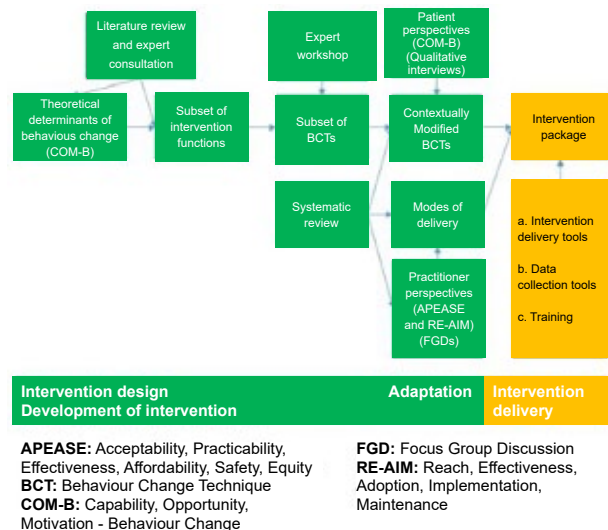 Literature review
and expert
consultation
Expert
workshop
Patient
perspectives
(COM-B)
(Qualitative
interviews)
Theoretical
determinants of
behavious change
(COM-B)
Subset of
intervention
functions
Subset of
BCTs
Contextually
Modified
BCTs
Intervention
package
Systematic
review
Modes of
delivery
Practitioner
perspectives
(APEASE
and RE-AIM)
(FGDs)
a. Intervention
delivery tools
b. Data
collection tools
c. Training
Intervention design
Development of intervention
Adaptation
Intervention
delivery
APEASE: Acceptability, Practicability,
Effectiveness, Affordability, Safety, Equity
BCT: Behaviour Change Technique
COM-B: Capability, Opportunity,
Motivation - Behaviour Change
FGD: Focus Group Discussion
RE-AIM: Reach, Effectiveness,
Adoption, Implementation,
Maintenance